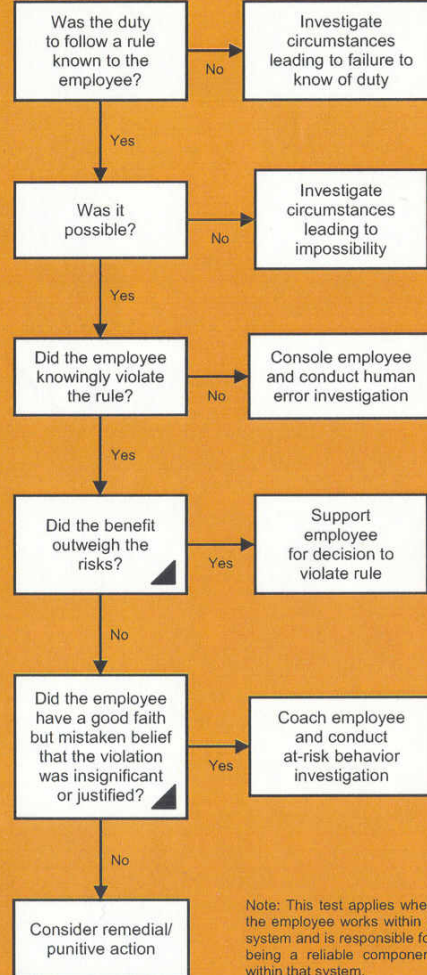 Was the duty
to follow a rule
known to the
employee?
No
Investigate
circumstances
leading to failure to
know of duty
Yes
Was it
possible?
No
Investigate
circumstances
leading to
impossibility
Yes
Did the employee
knowingly violate
the rule?
No
Console employee
and conduct human
error investigation
Yes
Did the benefit
outweigh the
risks?
Yes
Support
employee
for decision to
violate rule
No
Did the employee
have a good faith
but mistaken belief
that the violation
was insignificant
or justified?
Yes
Coach employee
and conduct
at-risk behavior
investigation
No
Consider remedial/
punitive action
Note: This test applies
the employee works within
system and is responsible
being a reliable
within that system.